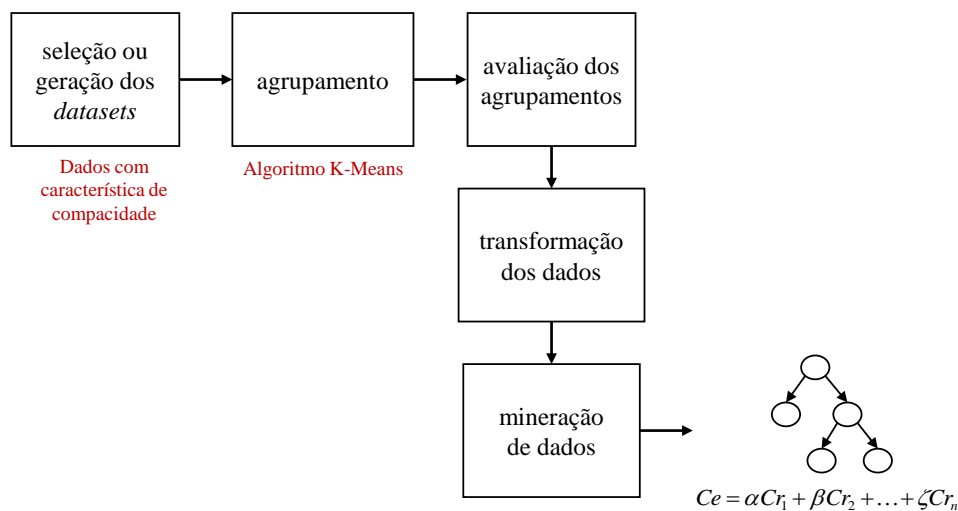 seleção ou
geração dos
datasets
agrupamento
avaliação dos
agrupamentos
Dados com
característica de
compacidade
Algoritmo K-Means
transformação
dos dados
mineração
de dados
Ce = αCr₁ + βCr₂ + … + ζCrₙ